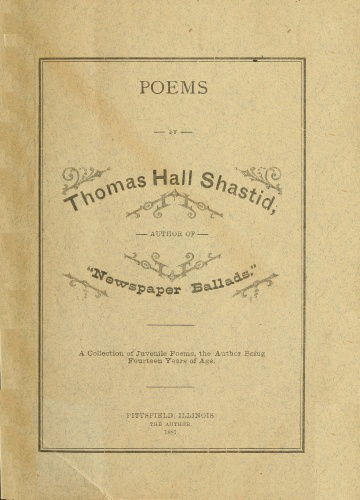 POEMS
— BY —
Thomas Hall Shastid,
— AUTHOR OF —
"Newspaper Ballads."
A Collection of Juvenile Poems, the Author Being
Fourteen Years of Age.
PITTSFIELD, ILLINOIS:
THE AUTHOR.